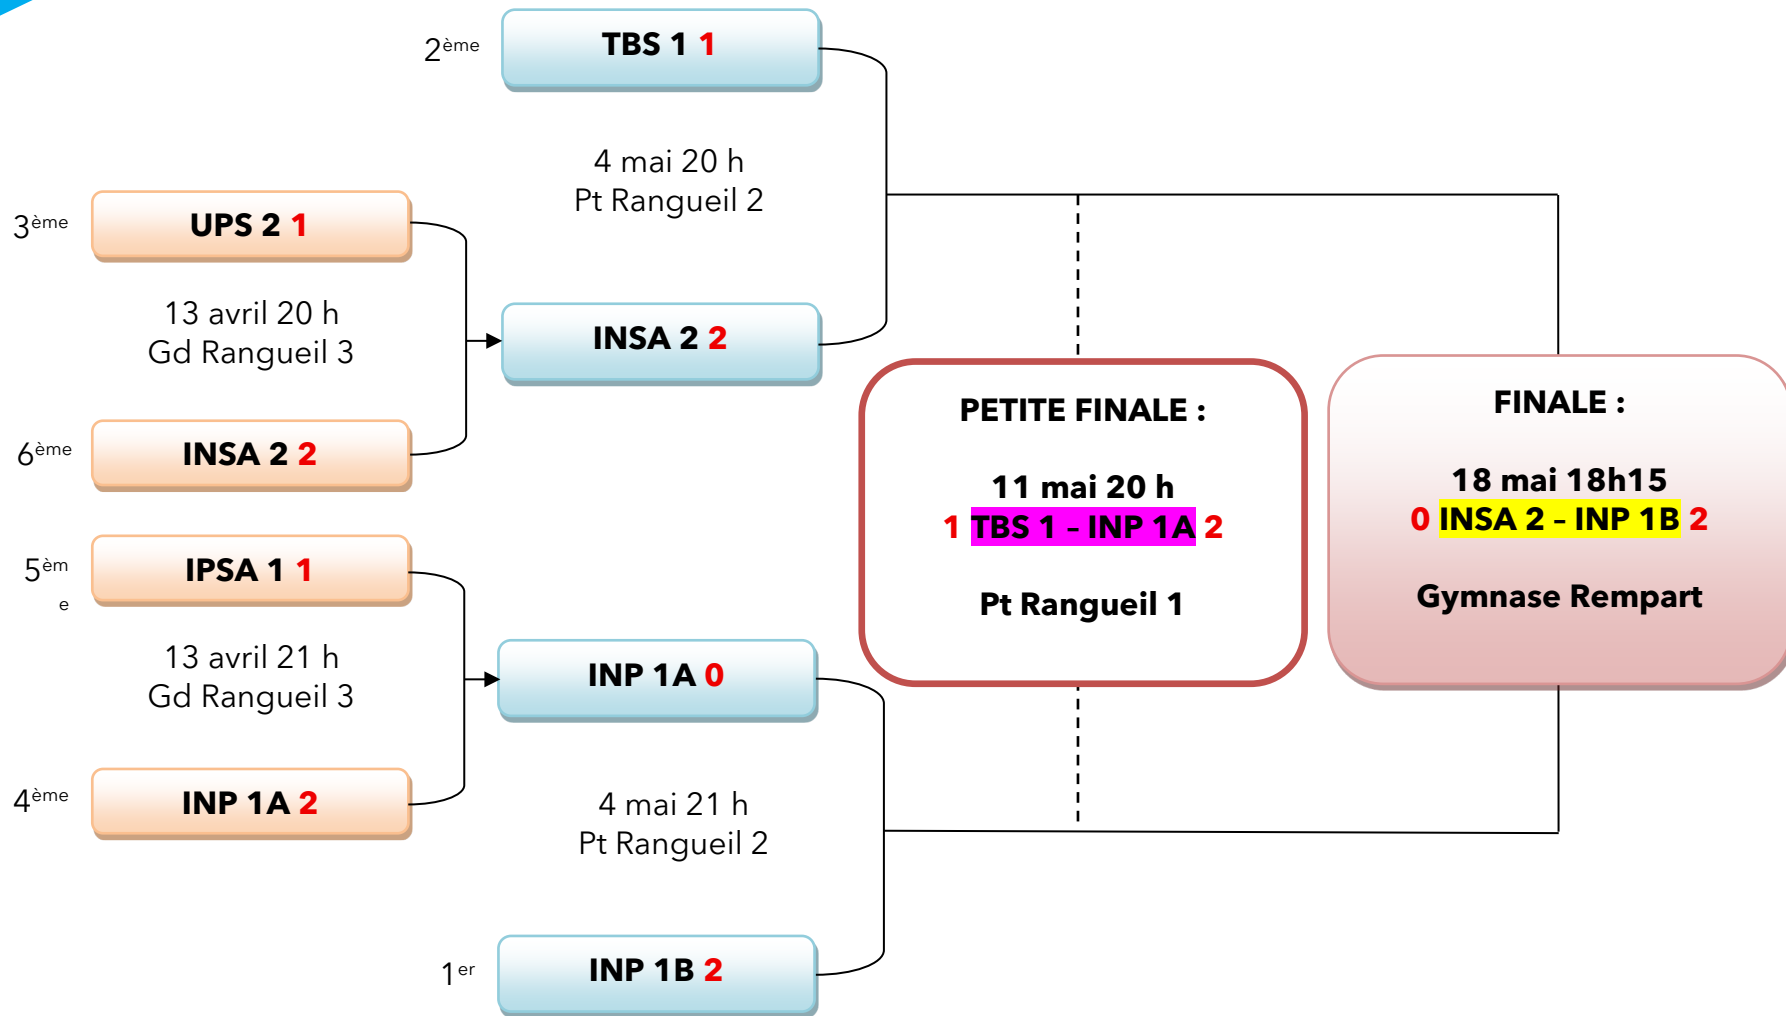 2ème
TBS 1 1
4 mai 20 h
Pt Rangueil 2
3ème
UPS 2 1
13 avril 20 h
Gd Rangueil 3
INSA 2 2
6ème
INSA 2 2
PETITE FINALE :
11 mai 20 h
1 TBS 1 – INP 1A 2
Pt Rangueil 1
FINALE :
18 mai 18h15
0 INSA 2 – INP 1B 2
Gymnase Rempart
5èm
e
IPSA 1 1
13 avril 21 h
Gd Rangueil 3
INP 1A 0
4ème
INP 1A 2
4 mai 21 h
Pt Rangueil 2
1er
INP 1B 2